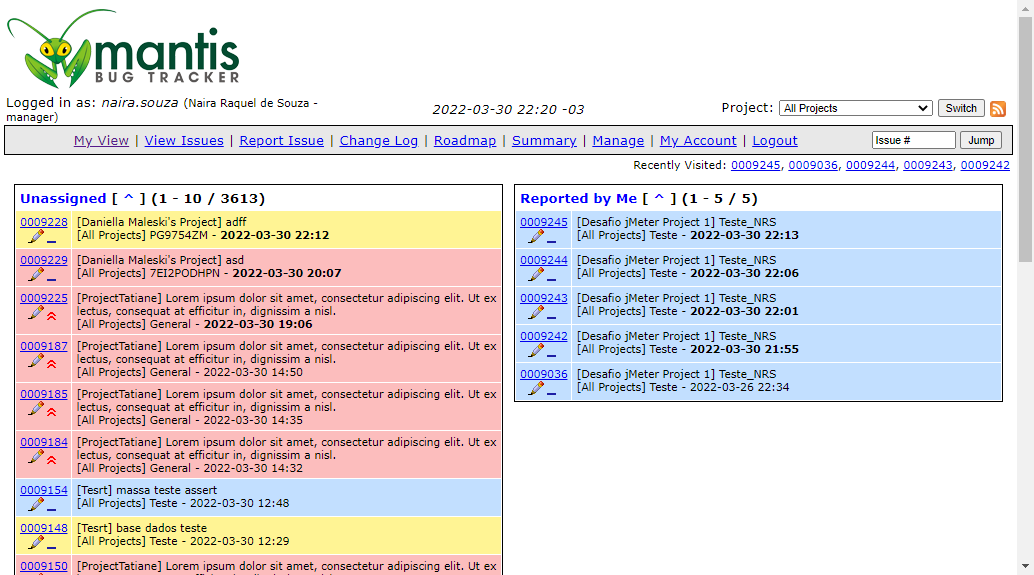 mantis
BUG TRACKER
Logged in as: naira.souza (Naira Raquel de Souza - manager)
2022-03-30 22:20 -03
Project: All Projects Switch
My View | View Issues | Report Issue | Change Log | Roadmap | Summary | Manage | My Account | Logout
Issue # Jump
Recently Visited: 0009245, 0009036, 0009244, 0009243, 0009242
Unassigned [ ^ ] (1 - 10 / 3613)
0009228 [Daniella Maleski's Project] adff
[All Projects] PG9754ZM - 2022-03-30 22:12
0009229 [Daniella Maleski's Project] asd
[All Projects] 7EI2PODHPN - 2022-03-30 20:07
0009225 [ProjectTatiane] Lorem ipsum dolor sit amet, consectetur adipiscing elit. Ut ex
lectus, consequat at efficitur in, dignissim a nisl.
[All Projects] General - 2022-03-30 19:06
0009187 [ProjectTatiane] Lorem ipsum dolor sit amet, consectetur adipiscing elit. Ut ex
lectus, consequat at efficitur in, dignissim a nisl.
[All Projects] General - 2022-03-30 14:50
0009185 [ProjectTatiane] Lorem ipsum dolor sit amet, consectetur adipiscing elit. Ut ex
lectus, consequat at efficitur in, dignissim a nisl.
[All Projects] General - 2022-03-30 14:35
0009184 [ProjectTatiane] Lorem ipsum dolor sit amet, consectetur adipiscing elit. Ut ex
lectus, consequat at efficitur in, dignissim a nisl.
[All Projects] General - 2022-03-30 14:32
0009154 [Tesrt] massa teste assert
[All Projects] Teste - 2022-03-30 12:48
0009148 [Tesrt] base dados teste
[All Projects] Teste - 2022-03-30 12:29
0009150 [ProjectTatiane] Lorem ipsum dolor sit amet, consectetur adipiscing elit. Ut ex
Reported by Me [ ^ ] (1 - 5 / 5)
0009245 [Desafio jMeter Project 1] Teste_NRS
[All Projects] Teste - 2022-03-30 22:13
0009244 [Desafio jMeter Project 1] Teste_NRS
[All Projects] Teste - 2022-03-30 22:06
0009243 [Desafio jMeter Project 1] Teste_NRS
[All Projects] Teste - 2022-03-30 22:01
0009242 [Desafio jMeter Project 1] Teste_NRS
[All Projects] Teste - 2022-03-30 21:55
0009036 [Desafio jMeter Project 1] Teste_NRS
[All Projects] Teste - 2022-03-26 22:34